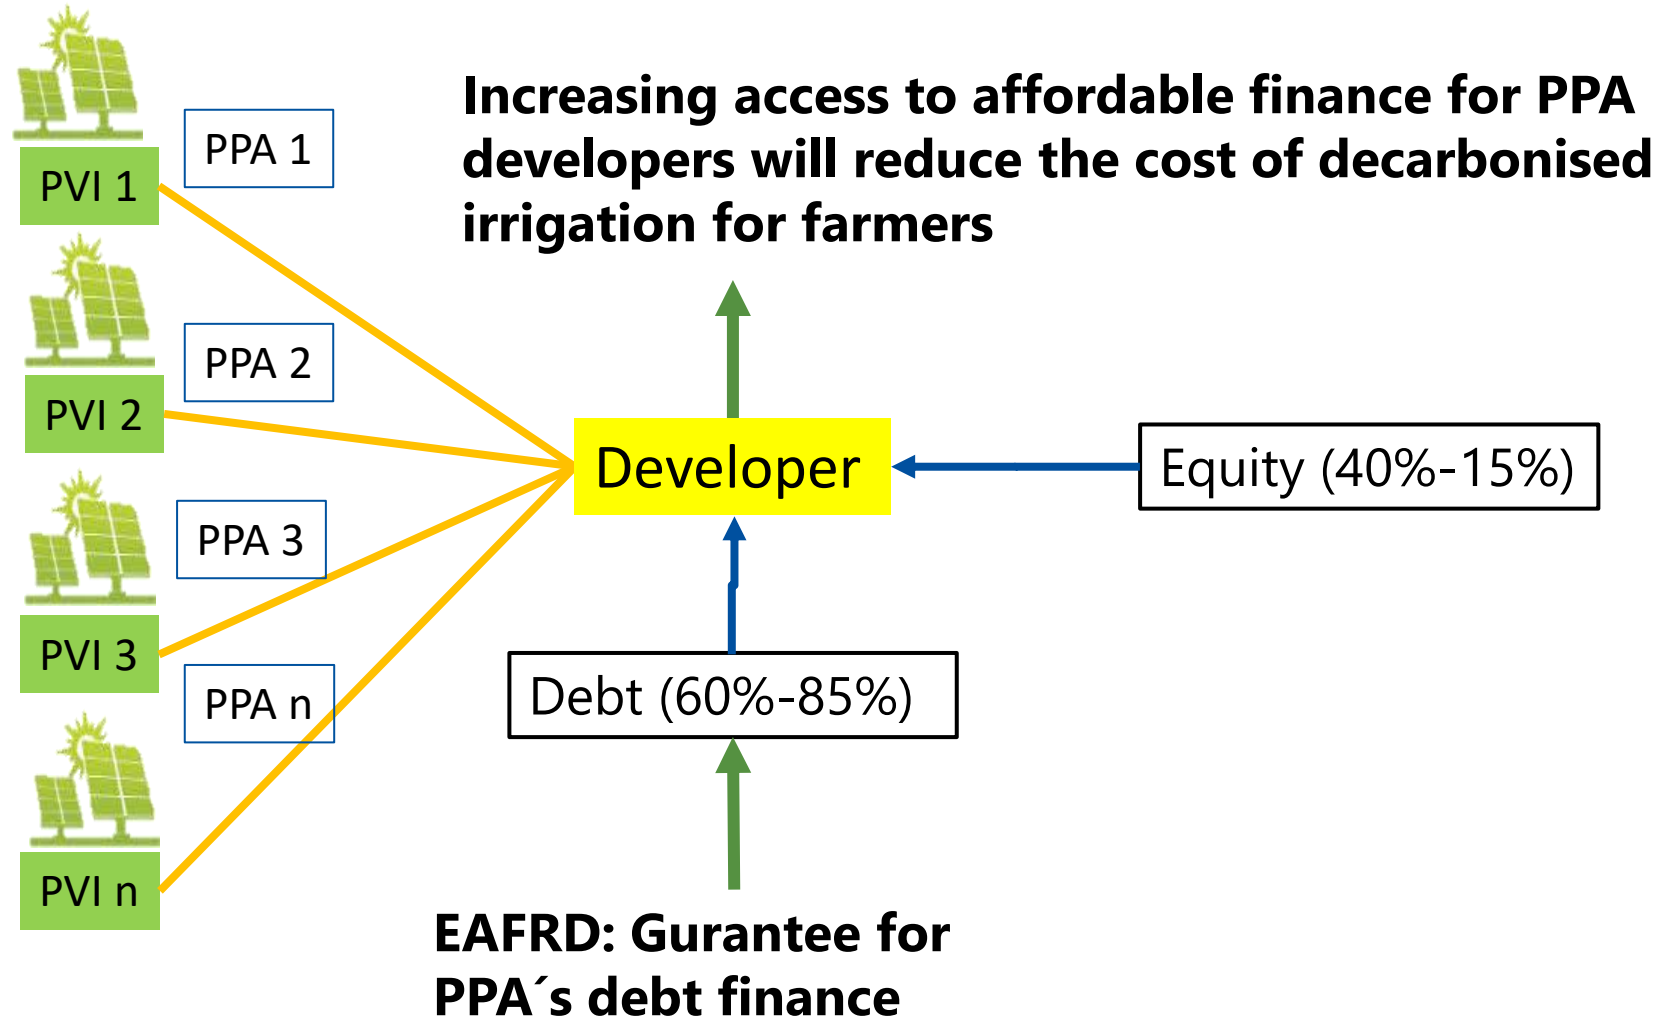 Increasing access to affordable finance for PPA
developers will reduce the cost of decarbonised
irrigation for farmers
PPA 1
PVI 1
PPA 2
PVI 2
Developer
Equity (40%-15%)
PPA 3
PVI 3
PPA n
Debt (60%-85%)
PVI n
EAFRD: Gurantee for
PPA´s debt finance